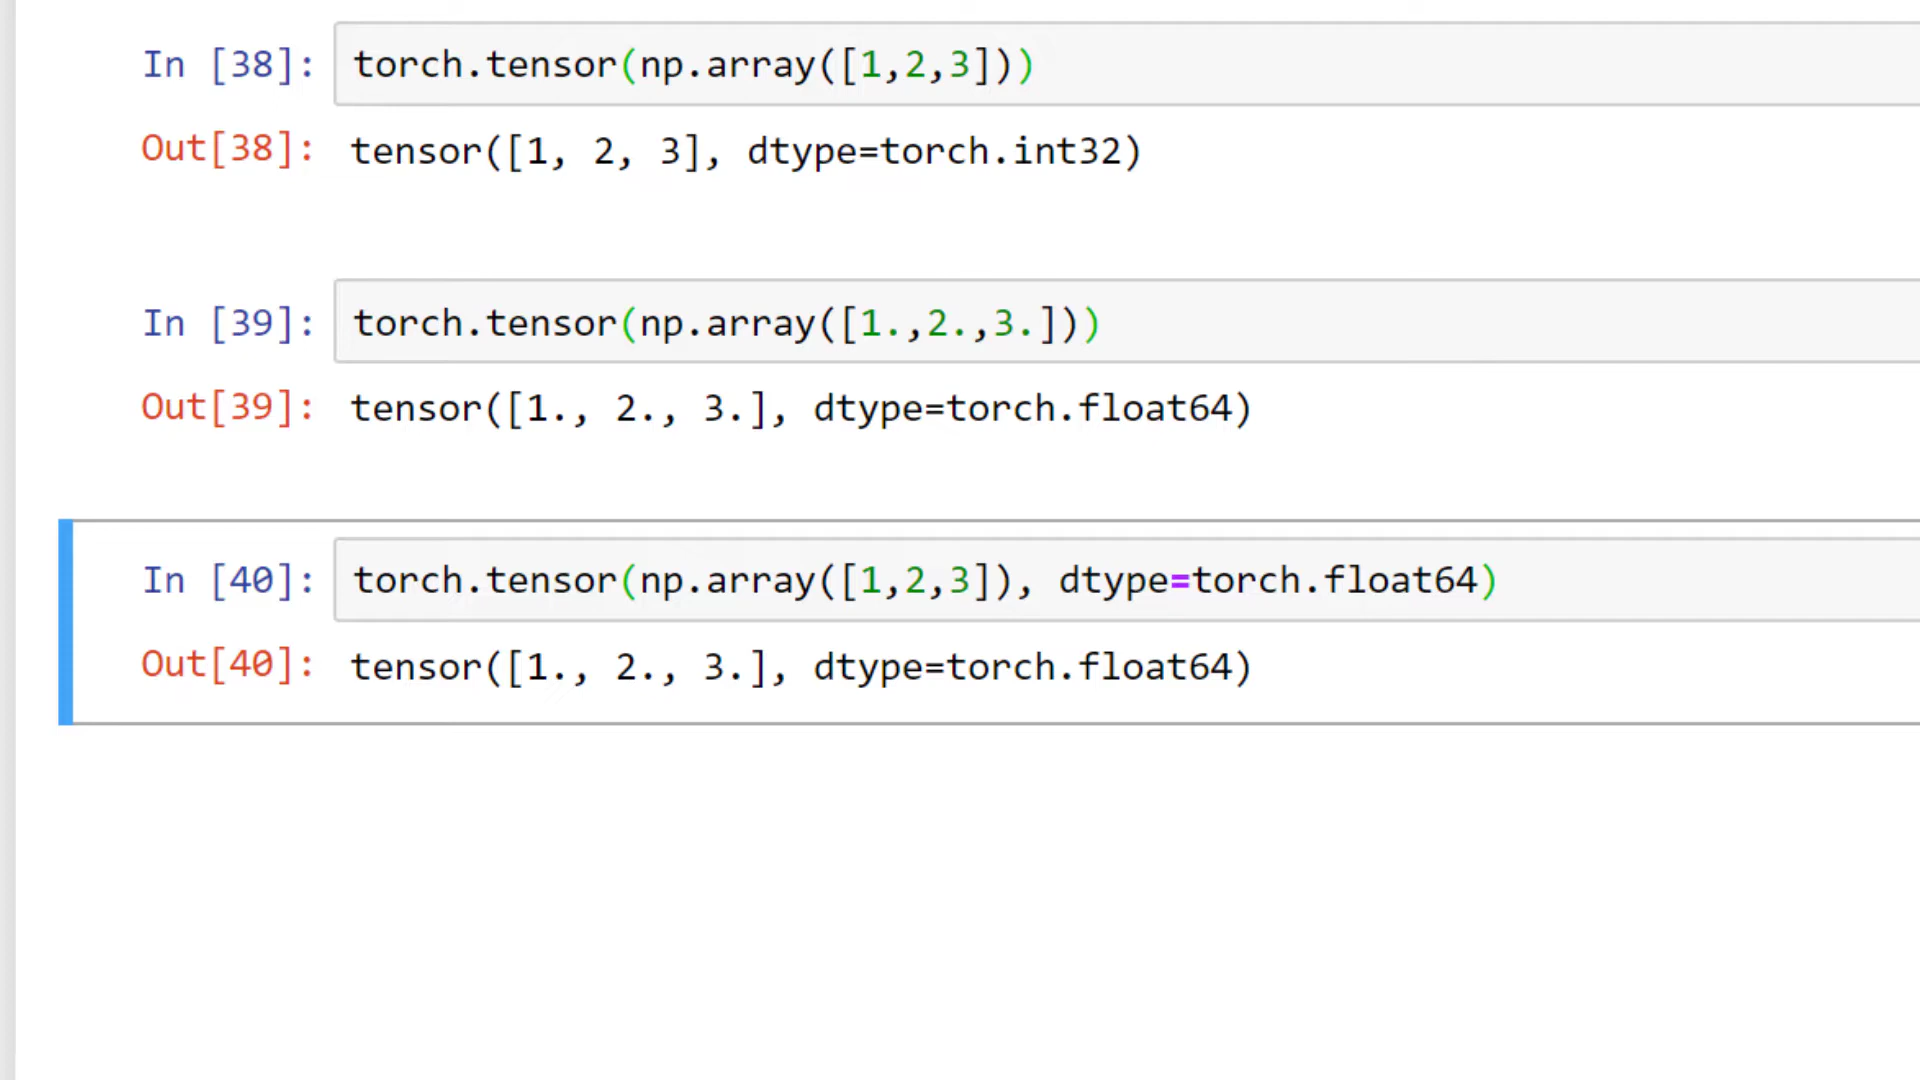 In [38]: torch.tensor(np.array([1,2,3]))
Out[38]: tensor([1, 2, 3], dtype=torch.int32)
In [39]: torch.tensor(np.array([1.,2.,3.]))
Out[39]: tensor([1., 2., 3.], dtype=torch.float64)
In [40]: torch.tensor(np.array([1,2,3]), dtype=torch.float64)
Out[40]: tensor([1., 2., 3.], dtype=torch.float64)